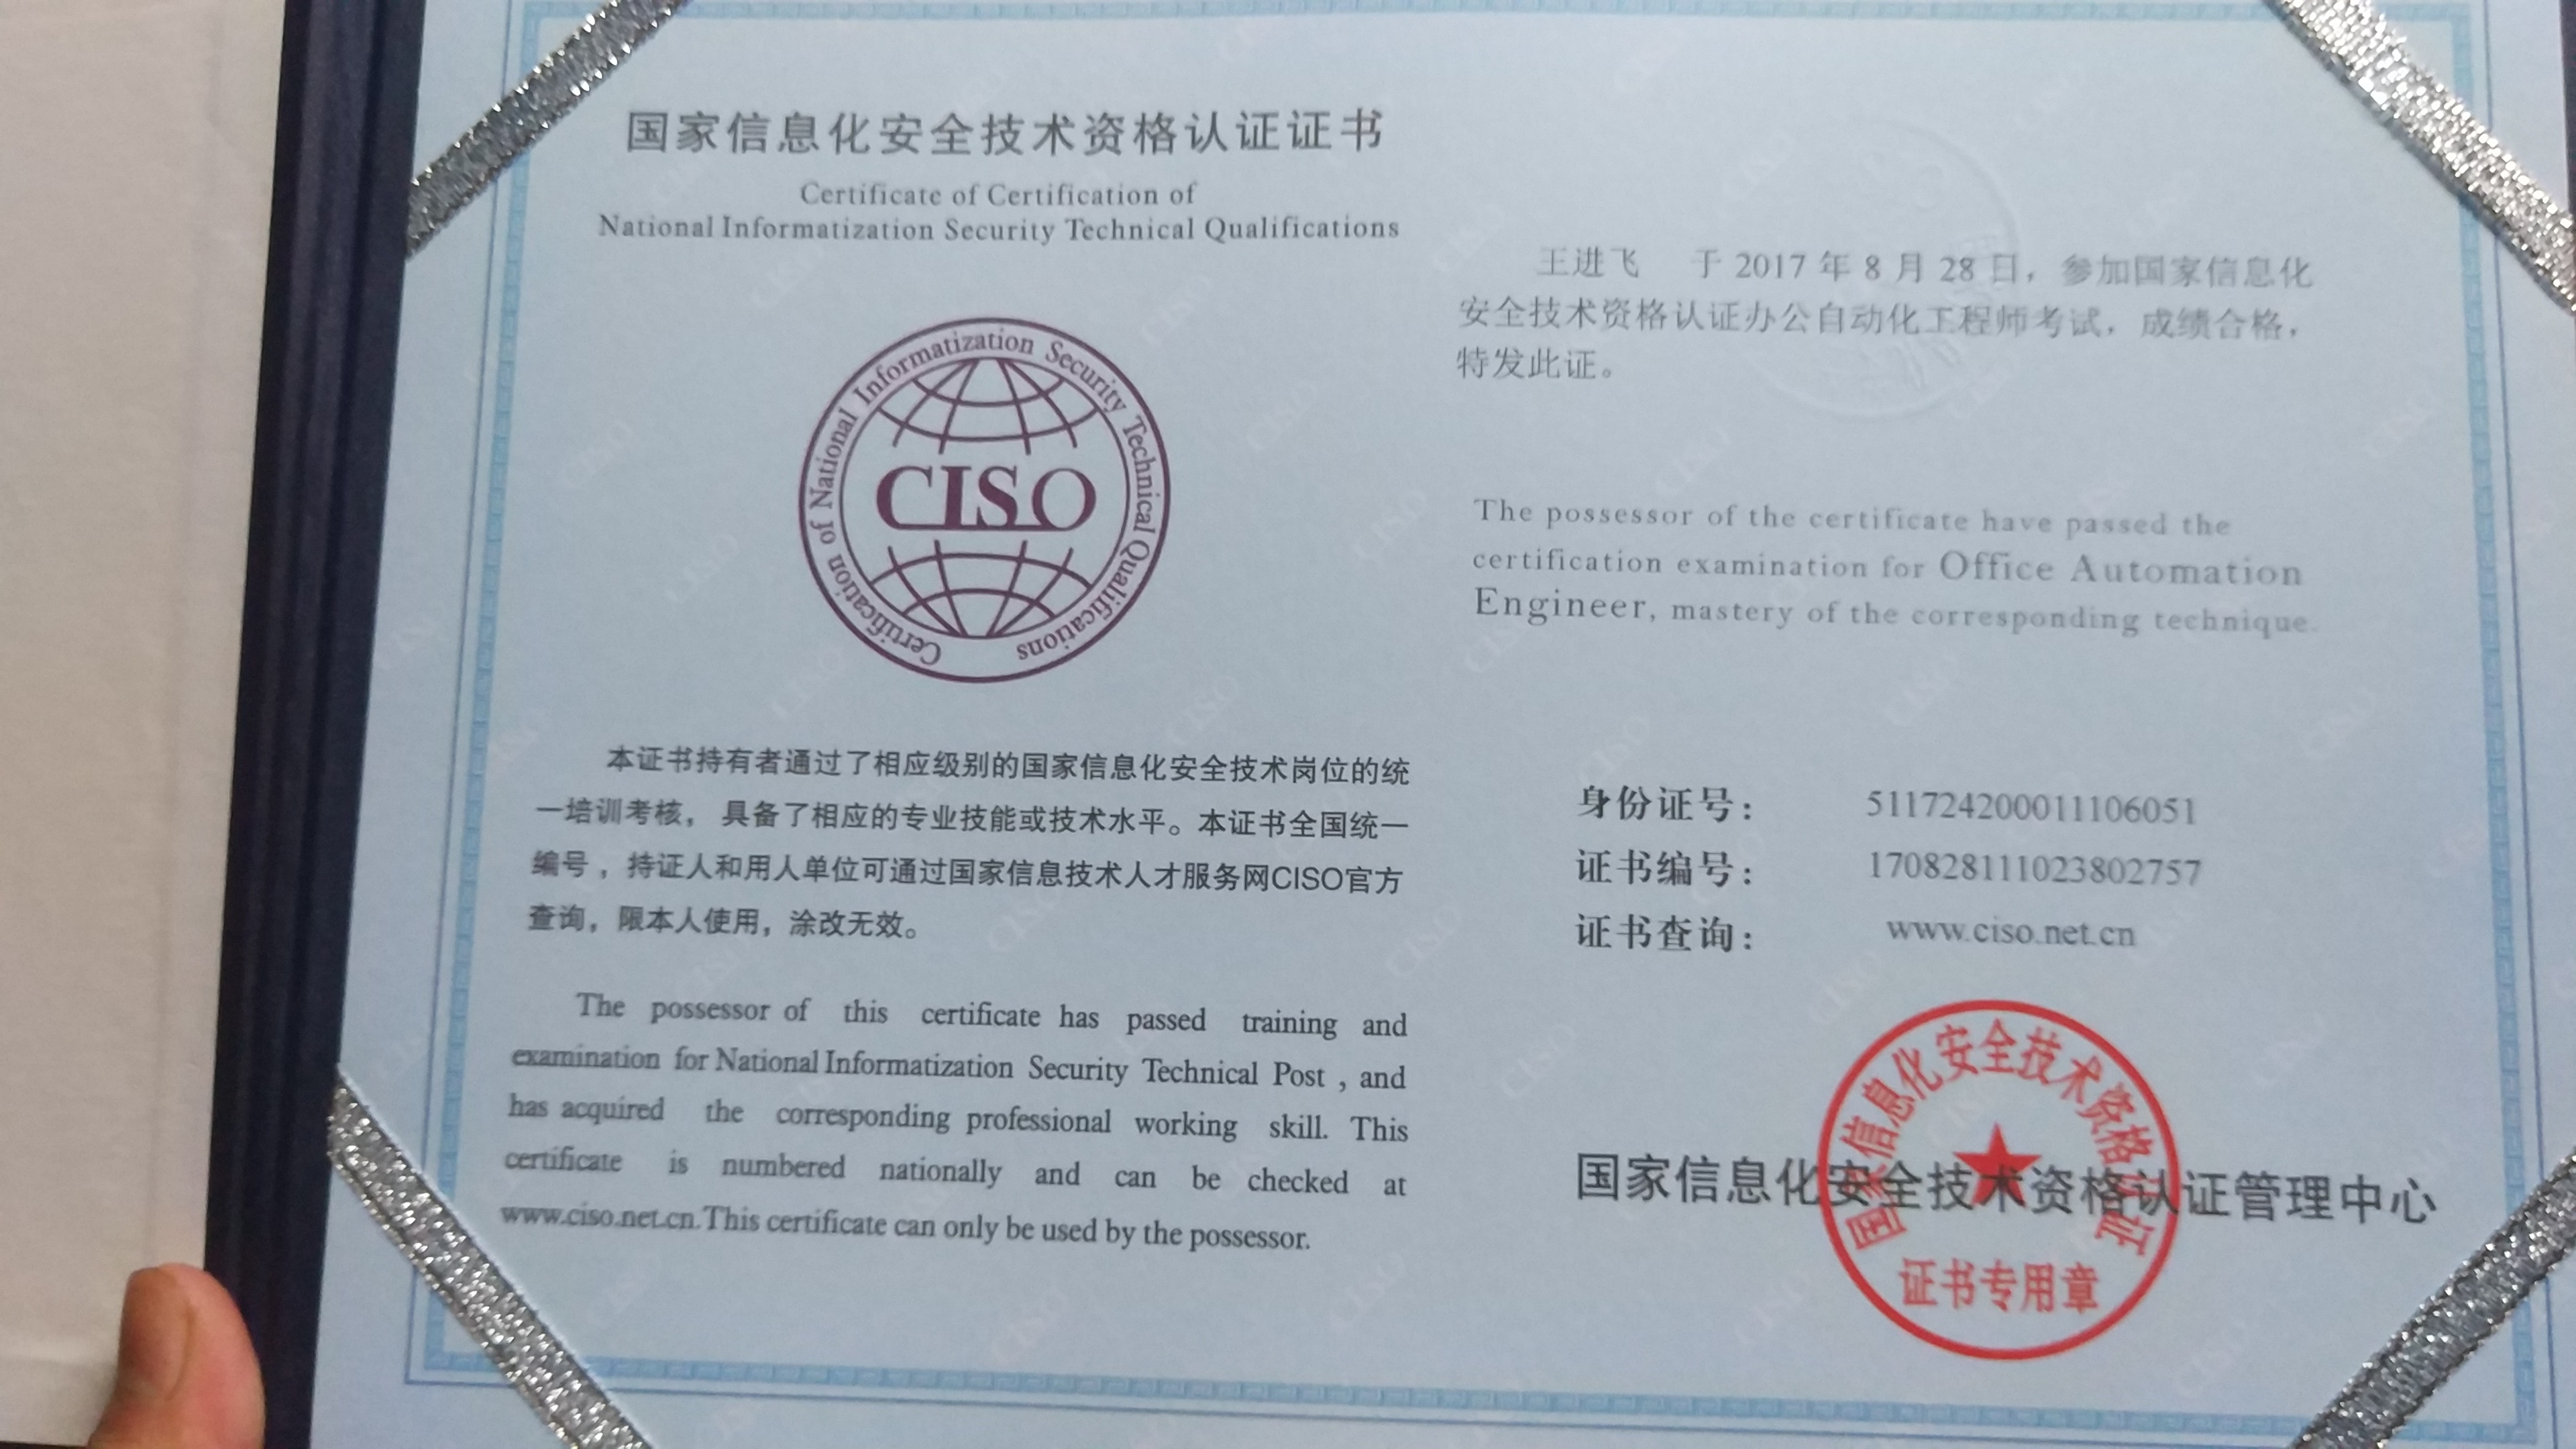 国家信息化安全技术资格认证证书
Certificate of Certification of
National Informatization Security Technical Qualifications
Certification of National Informatization Security Technical Qualifications
CISO
本证书持有者通过了相应级别的国家信息化安全技术岗位的统
一培训考核，具备了相应的专业技能或技术水平。本证书全国统一
编号，持证人和用人单位可通过国家信息技术人才服务网CISO官方
查询，限本人使用，涂改无效。
The possessor of this certificate has passed training and
examination for National Informatization Security Technical Post , and
has acquired the corresponding professional working skill. This
certificate is numbered nationally and can be checked at
www.ciso.net.cn.This certificate can only be used by the possessor.
王进飞 于 2017 年 8 月 28 日，参加国家信息化
安全技术资格认证办公自动化工程师考试，成绩合格，
特发此证。
The possessor of the certificate have passed the
certification examination for Office Automation
Engineer, mastery of the corresponding technique.
身份证号： 511724200011106051
证书编号： 170828111023802757
证书查询： www.ciso.net.cn
国家信息化安全技术资格认证管理中心
国家信息化安全技术资格认证
证书专用章